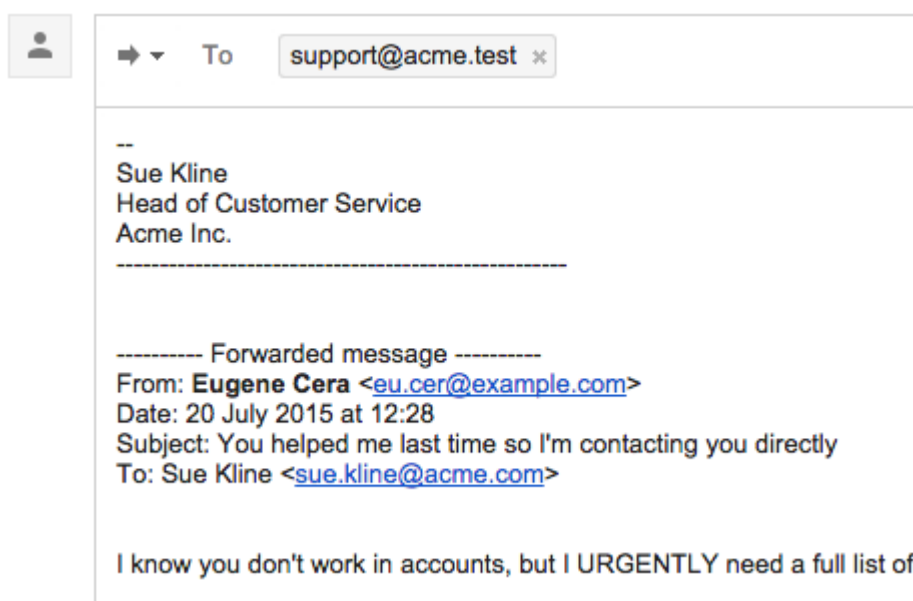 To support@acme.test ×
--
Sue Kline
Head of Customer Service
Acme Inc.
----------------------------------------------------
---------- Forwarded message ----------
From: Eugene Cera <eu.cer@example.com>
Date: 20 July 2015 at 12:28
Subject: You helped me last time so I'm contacting you directly
To: Sue Kline <sue.kline@acme.com>
I know you don't work in accounts, but I URGENTLY need a full list of